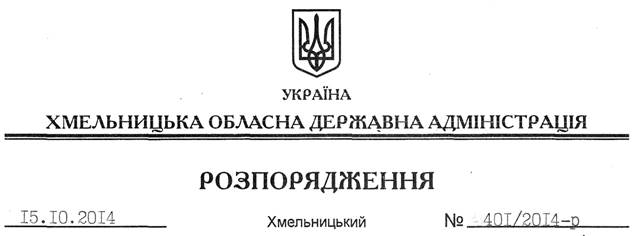 УКРАЇНА
ХМЕЛЬНИЦЬКА ОБЛАСНА ДЕРЖАВНА АДМІНІСТРАЦІЯ
РОЗПОРЯДЖЕННЯ
15.10.2014 Хмельницький № 401/2014-р